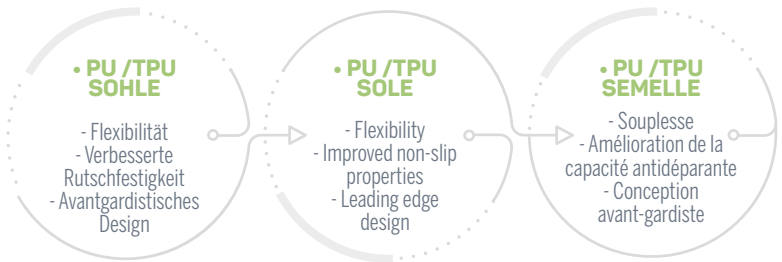 • PU /TPU
SOHLE
- Flexibilität
- Verbesserte
Rutschfestigkeit
- Avantgardistisches
Design
• PU /TPU
SOLE
- Flexibility
- Improved non-slip
properties
- Leading edge
design
• PU /TPU
SEMELLE
- Souplesse
- Amélioration de la
capacité antidéparante
- Conception
avant-gardiste